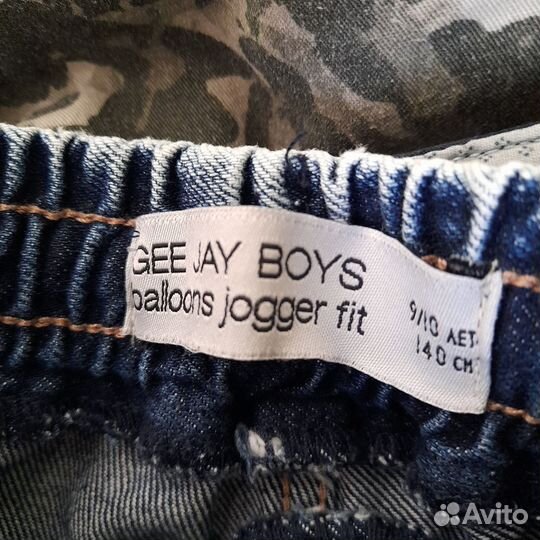 GEE JAY BOYS
balloons jogger fit
9/10 ЛЕТ
140 СМ
Avito